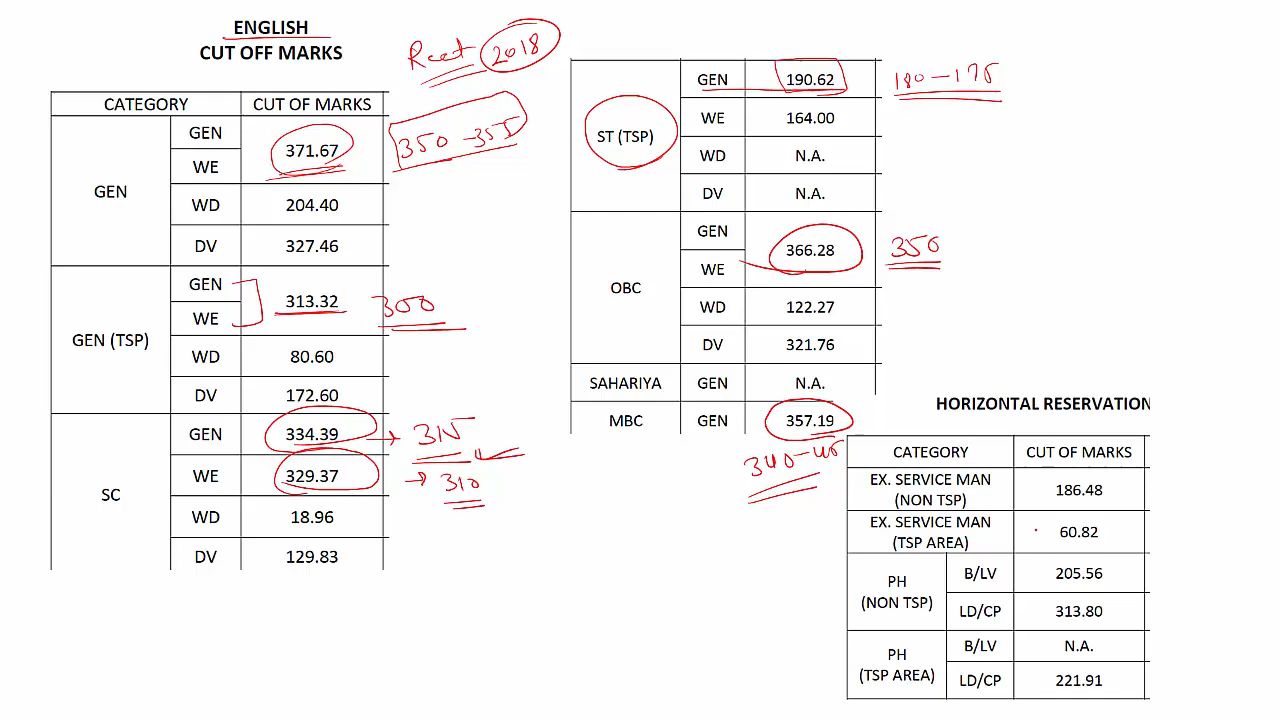 ENGLISH
CUT OFF MARKS
Reet 2018
CATEGORY CUT OF MARKS
GEN GEN 371.67 350-355
WE
WD 204.40
DV 327.46
GEN (TSP) GEN 313.32 300
WE
WD 80.60
DV 172.60
SC GEN 334.39 → 315
WE 329.37 → 310
WD 18.96
DV 129.83
ST (TSP) GEN 190.62 180-175
WE 164.00
WD N.A.
DV N.A.
OBC GEN 366.28 350
WE
WD 122.27
DV 321.76
SAHARIYA GEN N.A.
MBC GEN 357.19
340-45
HORIZONTAL RESERVATION
CATEGORY CUT OF MARKS
EX. SERVICE MAN
(NON TSP) 186.48
EX. SERVICE MAN
(TSP AREA) 60.82
PH
(NON TSP) B/LV 205.56
LD/CP 313.80
PH
(TSP AREA) B/LV N.A.
LD/CP 221.91